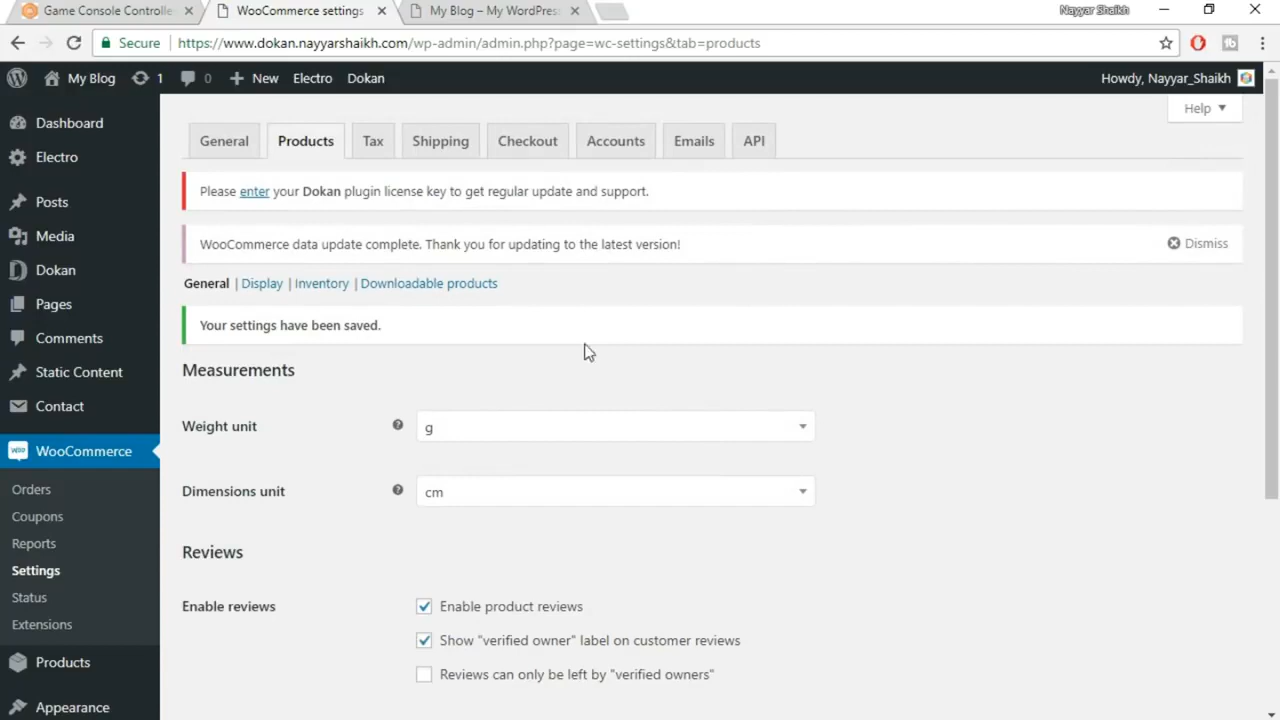 Game Console Controlle
WooCommerce settings
My Blog – My WordPres
Nayyar Shaikh
Secure
https://www.dokan.nayyarshaikh.com/wp-admin/admin.php?page=wc-settings&tab=products
My Blog
1
0
New
Electro
Dokan
Howdy, Nayyar_Shaikh
Help
Dashboard
Electro
Posts
Media
Dokan
Pages
Comments
Static Content
Contact
WooCommerce
Orders
Coupons
Reports
Settings
Status
Extensions
Products
Appearance
General
Products
Tax
Shipping
Checkout
Accounts
Emails
API
Please enter your Dokan plugin license key to get regular update and support.
WooCommerce data update complete. Thank you for updating to the latest version!
Dismiss
General | Display | Inventory | Downloadable products
Your settings have been saved.
Measurements
Weight unit
g
Dimensions unit
cm
Reviews
Enable reviews
Enable product reviews
Show "verified owner" label on customer reviews
Reviews can only be left by "verified owners"